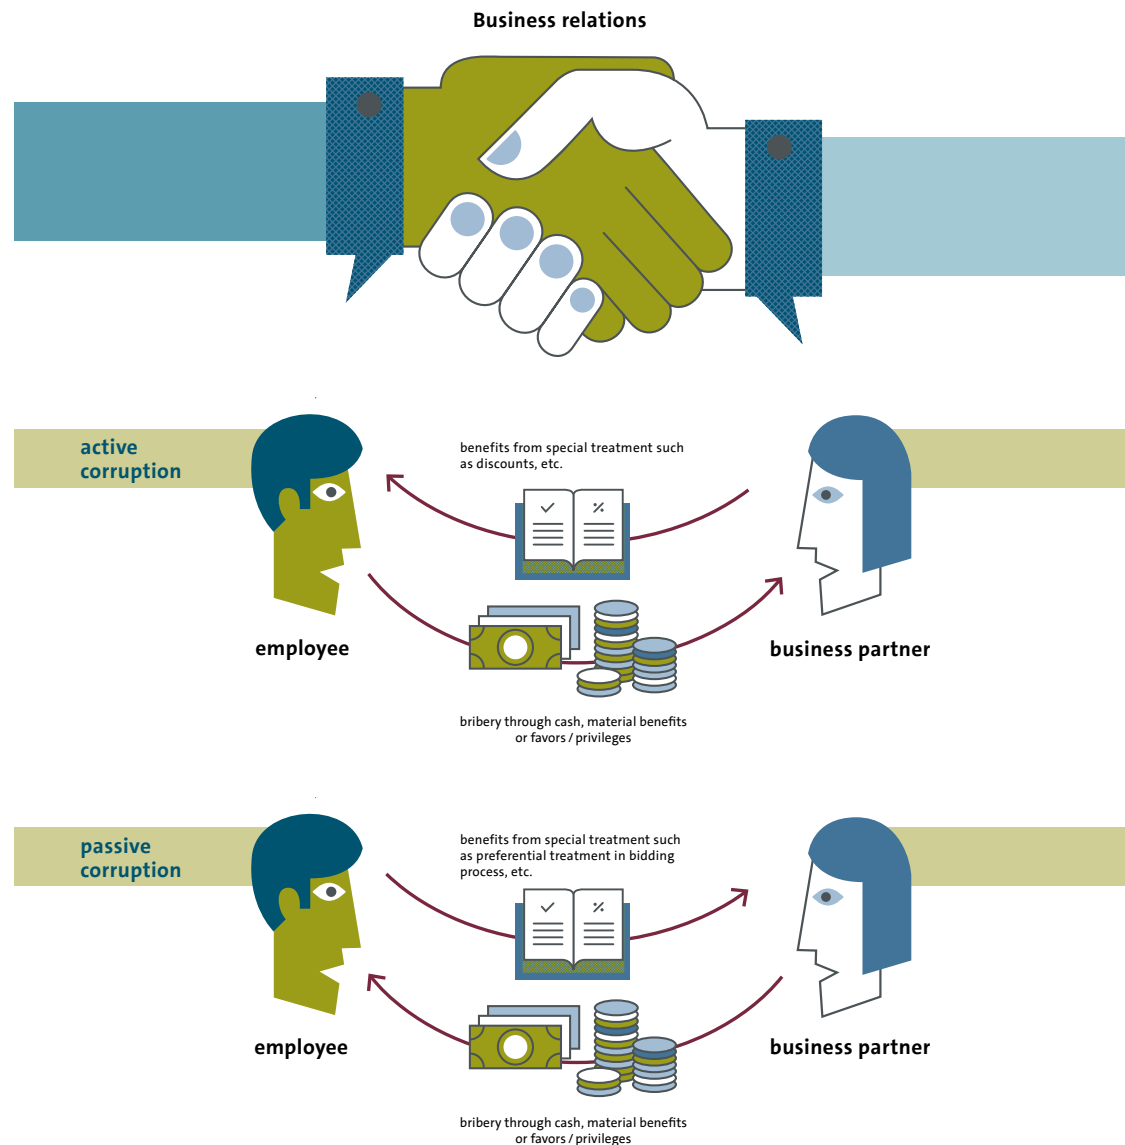 Business relations
active
corruption
benefits from special treatment such
as discounts, etc.
employee
business partner
bribery through cash, material benefits
or favors / privileges
passive
corruption
benefits from special treatment such
as preferential treatment in bidding
process, etc.
employee
business partner
bribery through cash, material benefits
or favors / privileges